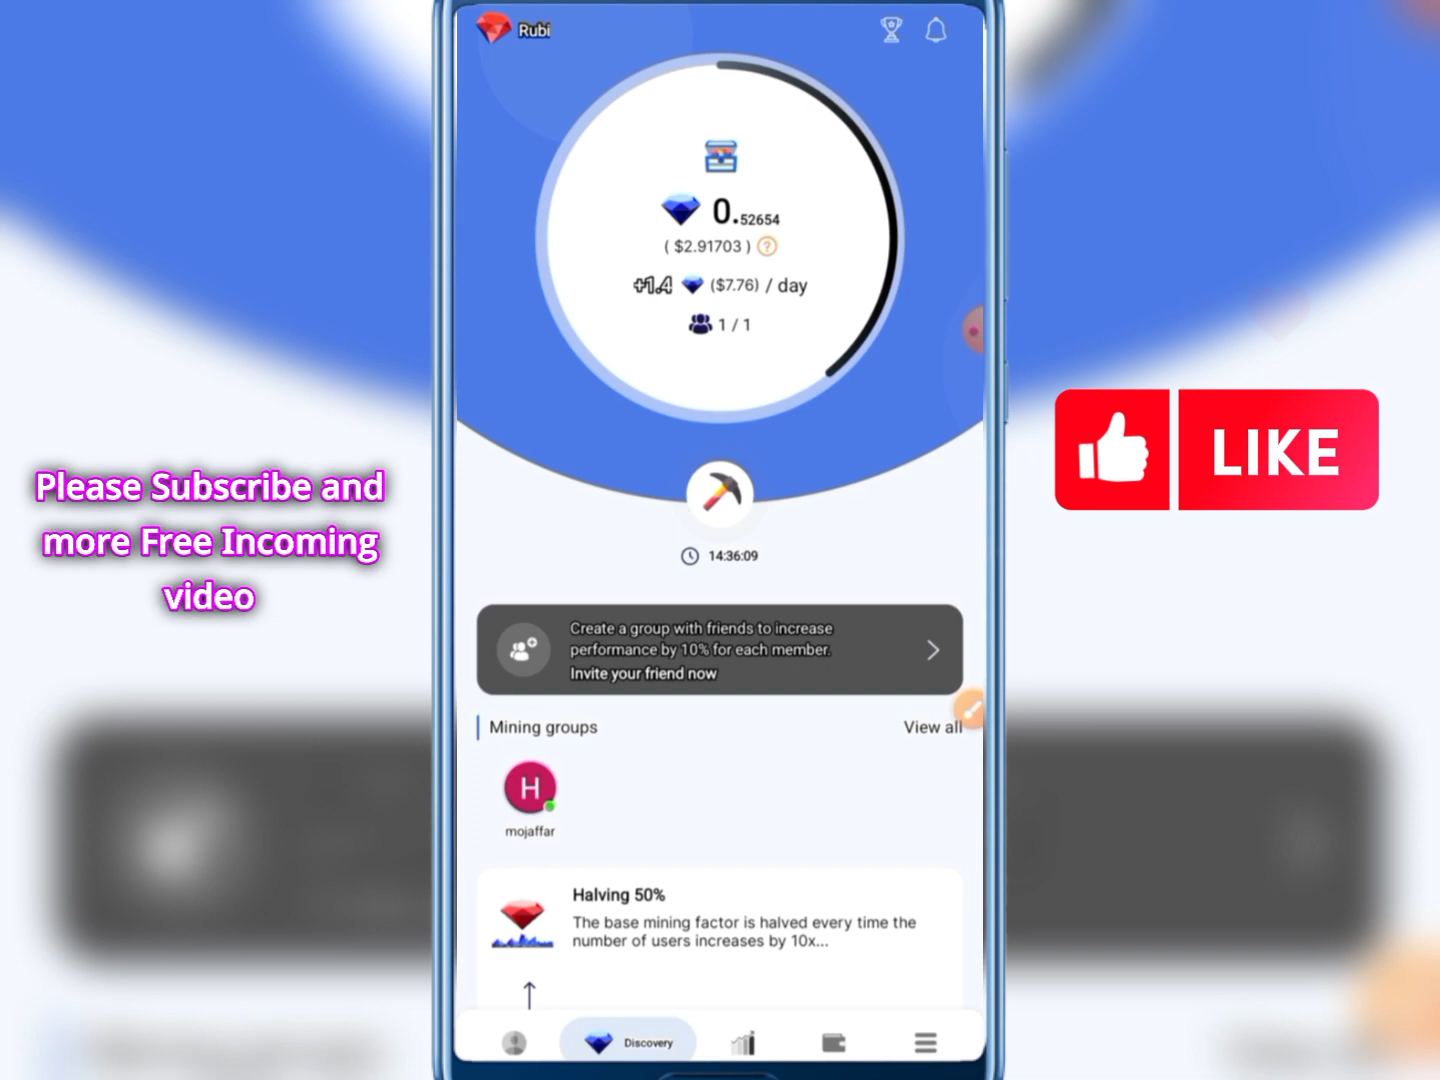 Rubi
0.52654
( $2.91703 ) ?
+1.4 ($7.76) / day
1 / 1
14:36:09
Please Subscribe and
more Free Incoming
video
LIKE
Create a group with friends to increase
performance by 10% for each member.
Invite your friend now
Mining groups
View all
H
mojaffar
Halving 50%
The base mining factor is halved every time the
number of users increases by 10x...
Discovery